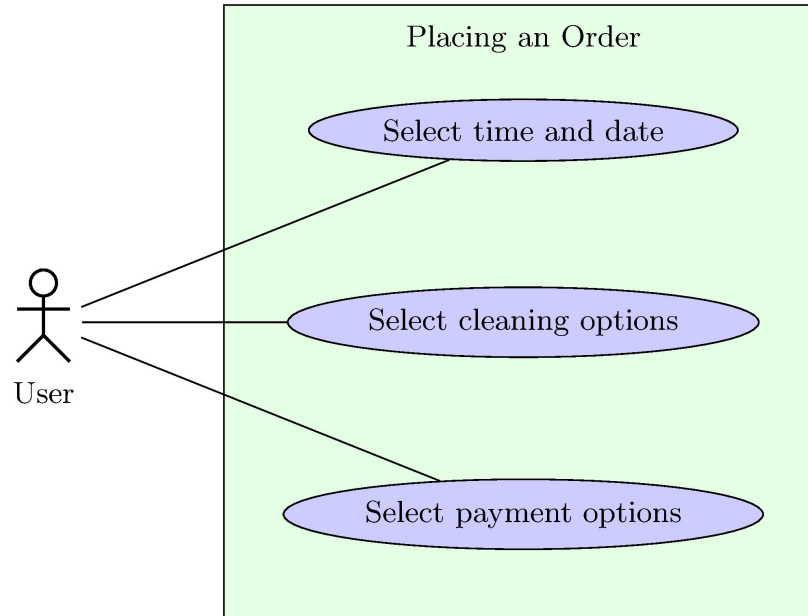 Placing an Order
Select time and date
Select cleaning options
User
Select payment options